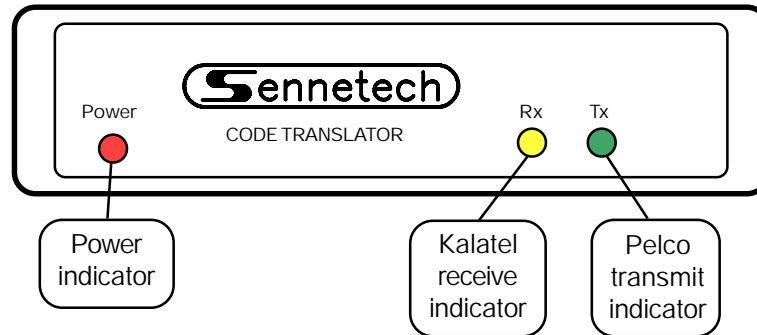 Sennetech
Power
Rx
Tx
CODE TRANSLATOR
Power
indicator
Kalatel
receive
indicator
Pelco
transmit
indicator